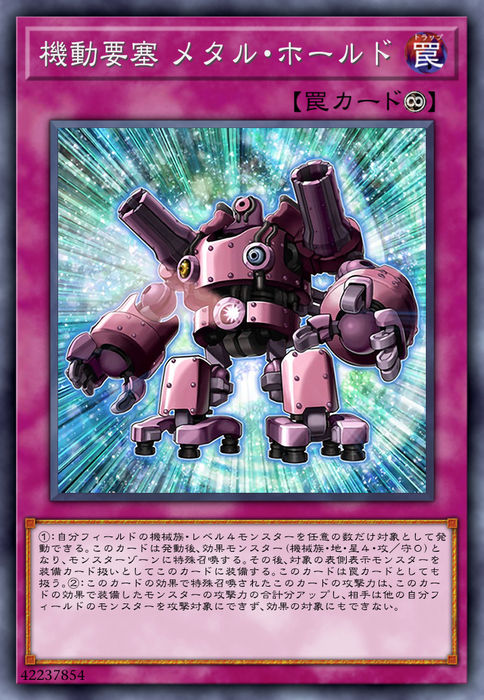 機動要塞 メタル・ホールド
トラップ
罠
【罠カード】
①:自分フィールドの機械族・レベル4モンスターを任意の数だけ対象として発
動できる。このカードは発動後、効果モンスター(機械族・地・星4・攻/守0)と
なり、モンスターゾーンに特殊召喚する。その後、対象の表側表示モンスターを
装備カード扱いとしてこのカードに装備する。このカードは罠カードとしても
扱う。②:このカードの効果で特殊召喚されたこのカードの攻撃力は、このカー
ドの効果で装備したモンスターの攻撃力の合計分アップし、相手は他の自分フ
ィールドのモンスターを攻撃対象にできず、効果の対象にもできない。
42237854